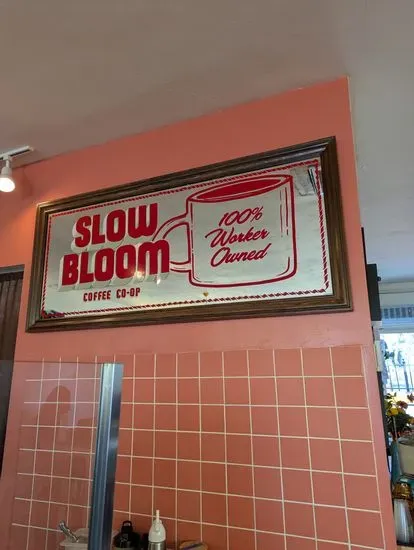 SLOW
BLOOM
COFFEE CO-OP
100%
Worker
Owned